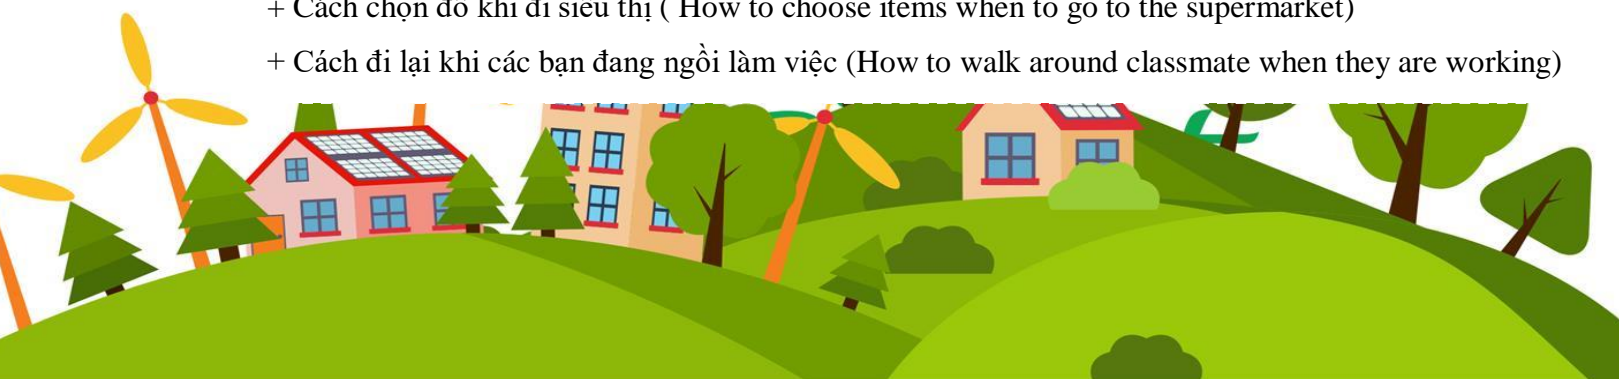 + Cách chọn đồ khi đi siêu thị ( How to choose items when to go to the supermarket)
+ Cách đi lại khi các bạn đang ngồi làm việc (How to walk around classmate when they are working)